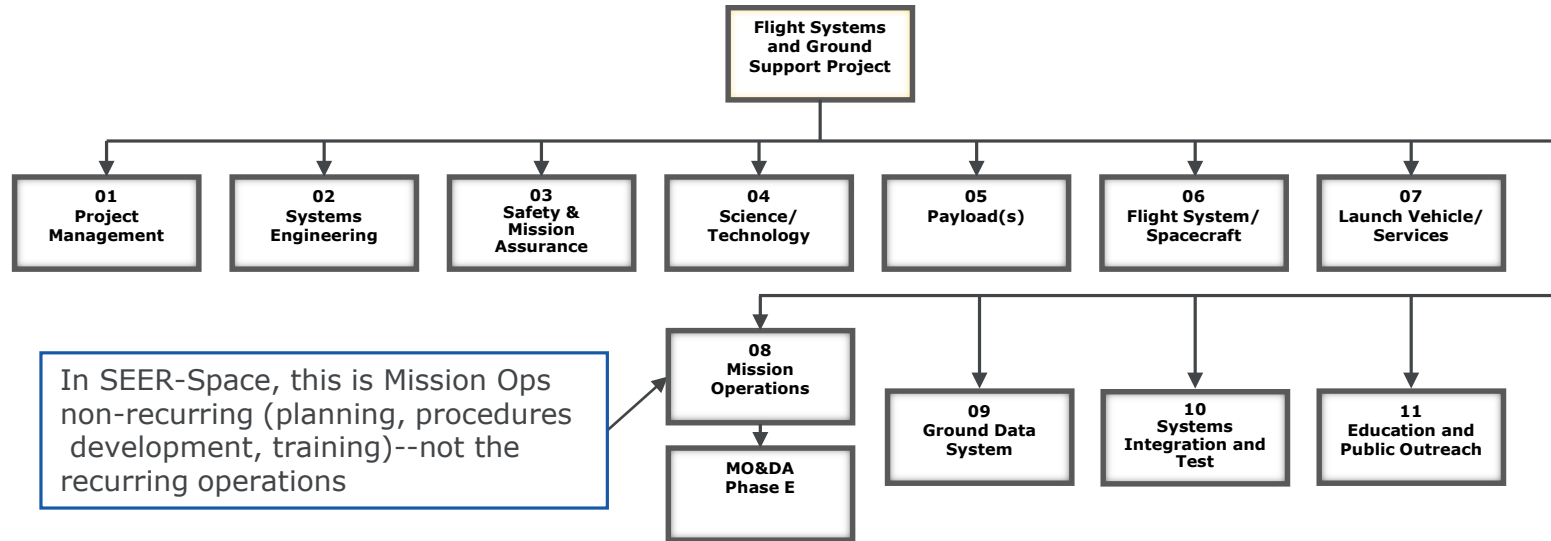 Flight Systems
and Ground
Support Project
01
Project
Management
02
Systems
Engineering
03
Safety &
Mission
Assurance
04
Science/
Technology
05
Payload(s)
06
Flight System/
Spacecraft
07
Launch Vehicle/
Services
In SEER-Space, this is Mission Ops
non-recurring (planning, procedures
development, training)--not the
recurring operations
08
Mission
Operations
MO&DA
Phase E
09
Ground Data
System
10
Systems
Integration and
Test
11
Education and
Public Outreach